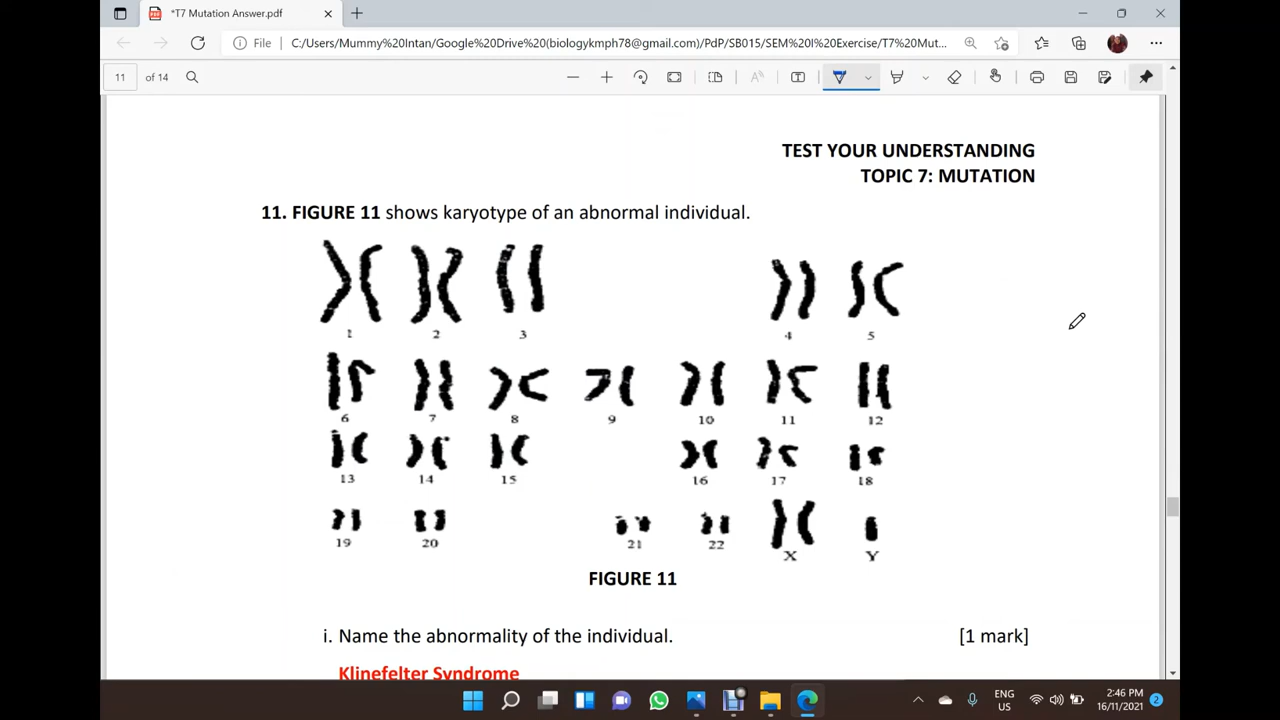 *T7 Mutation Answer.pdf
File
C:/Users/Mummy%20Intan/Google%20Drive%20(biologykmph78@gmail.com)/PdP/SB015/SEM%20I%20Exercise/T7%20Mut...
11 of 14
TEST YOUR UNDERSTANDING
TOPIC 7: MUTATION
11. FIGURE 11 shows karyotype of an abnormal individual.
1 2 3 4 5
6 7 8 9 10 11 12
13 14 15 16 17 18
19 20 21 22 X Y
FIGURE 11
i. Name the abnormality of the individual. [1 mark]
Klinefelter Syndrome
ENG
US
2:46 PM
16/11/2021
2